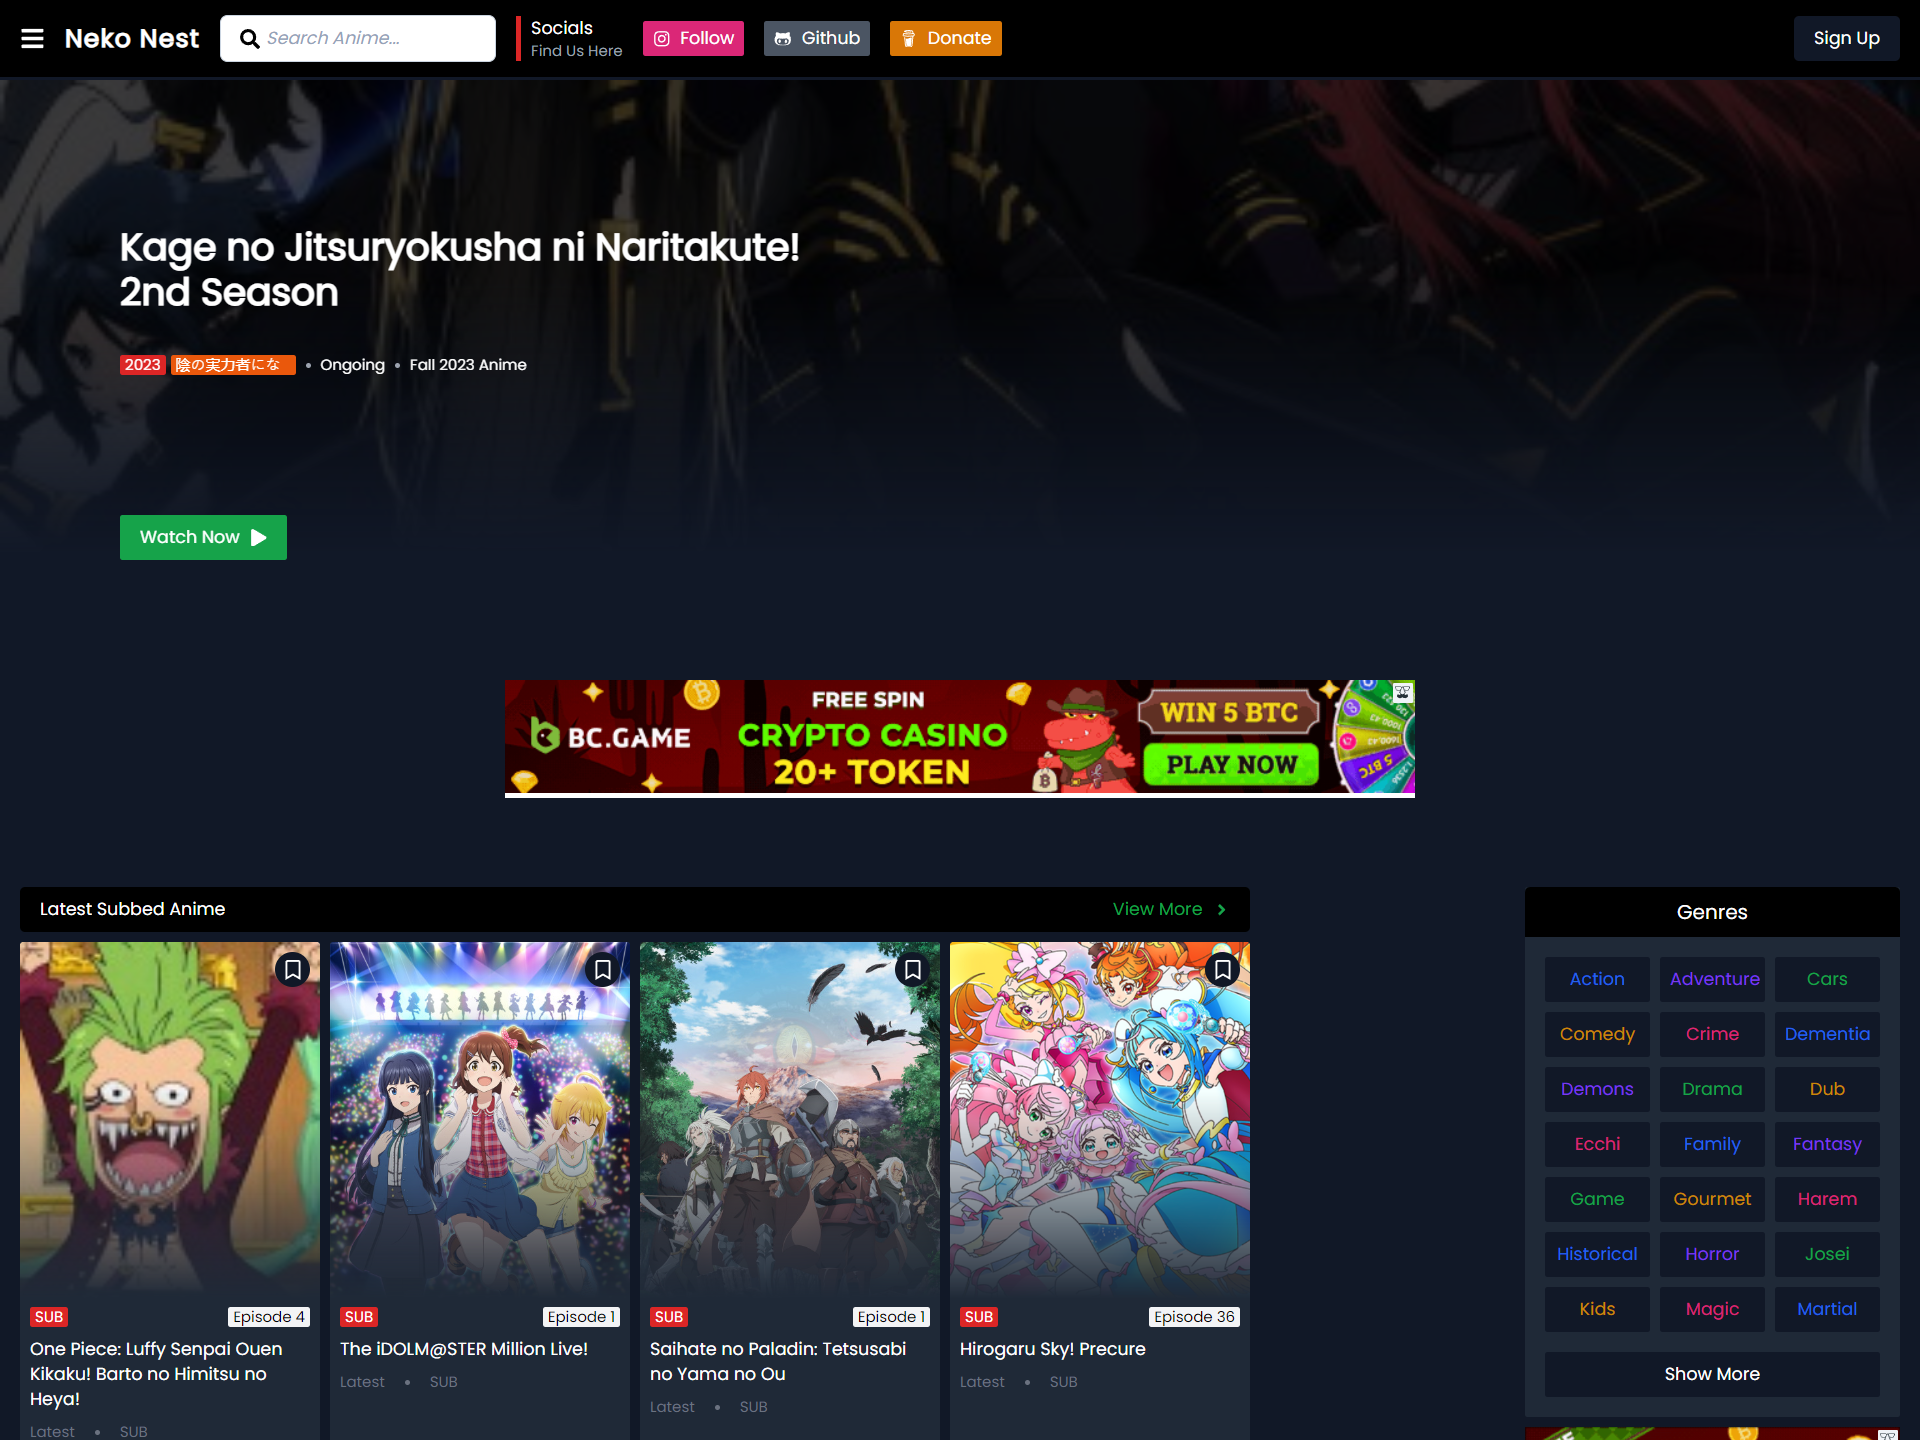 Neko Nest
Search Anime...
Socials
Find Us Here
Follow
Github
Donate
Sign Up
Kage no Jitsuryokusha ni Naritakute!
2nd Season
2023 陰の実力者にな • Ongoing • Fall 2023 Anime
Watch Now
BC.GAME
FREE SPIN
CRYPTO CASINO
20+ TOKEN
WIN 5 BTC
PLAY NOW
5 BTC
Latest Subbed Anime
View More
SUB
Episode 4
One Piece: Luffy Senpai Ouen
Kikaku! Barto no Himitsu no
Heya!
Latest • SUB
SUB
Episode 1
The iDOLM@STER Million Live!
Latest • SUB
SUB
Episode 1
Saihate no Paladin: Tetsusabi
no Yama no Ou
Latest • SUB
SUB
Episode 36
Hirogaru Sky! Precure
Latest • SUB
Genres
Action Adventure Cars
Comedy Crime Dementia
Demons Drama Dub
Ecchi Family Fantasy
Game Gourmet Harem
Historical Horror Josei
Kids Magic Martial
Show More